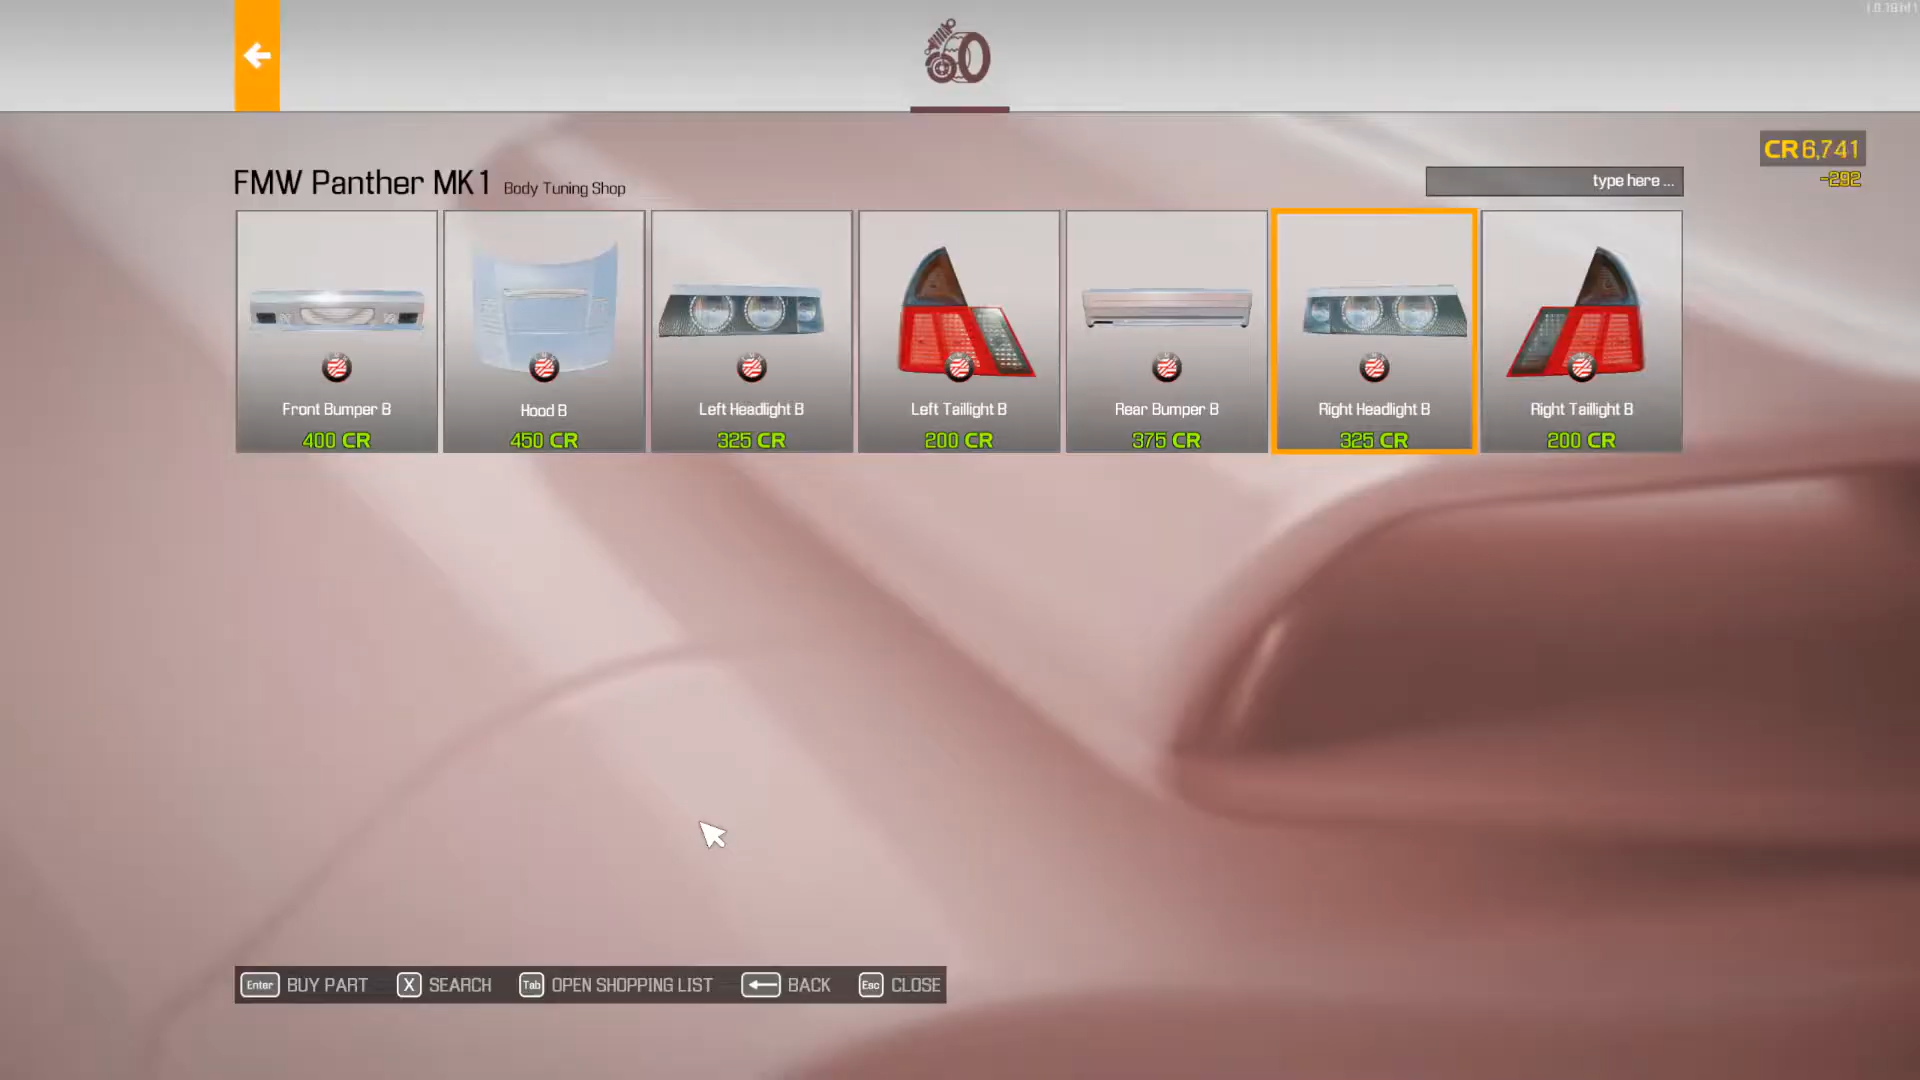 CR 6,741
-292
FMW Panther MK1 Body Tuning Shop
type here ...
Front Bumper B
400 CR
Hood B
450 CR
Left Headlight B
325 CR
Left Taillight B
200 CR
Rear Bumper B
375 CR
Right Headlight B
325 CR
Right Taillight B
200 CR
Enter BUY PART X SEARCH Tab OPEN SHOPPING LIST BACK Esc CLOSE